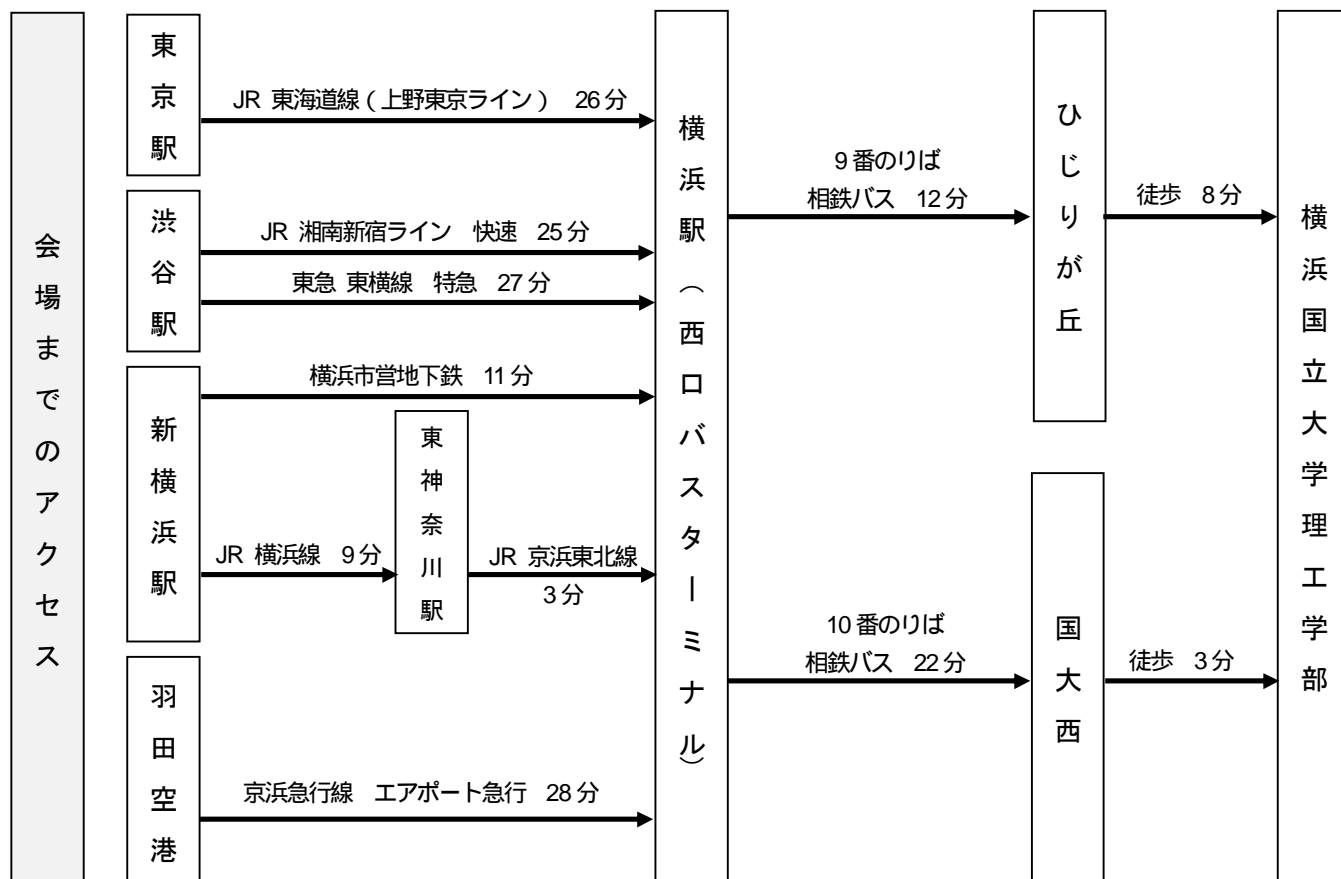 会場までのアクセス
東京駅
JR 東海道線（上野東京ライン） 26分
渋谷駅
JR 湘南新宿ライン 快速 25分
東急 東横線 特急 27分
新横浜駅
横浜市営地下鉄 11分
JR 横浜線 9分
東神奈川駅
JR 京浜東北線
3分
羽田空港
京浜急行線 エアポート急行 28分
横浜駅（西口バスターミナル）
9番のりば
相鉄バス 12分
ひじりが丘
徒歩 8分
10番のりば
相鉄バス 22分
国大西
徒歩 3分
横浜国立大学理工学部